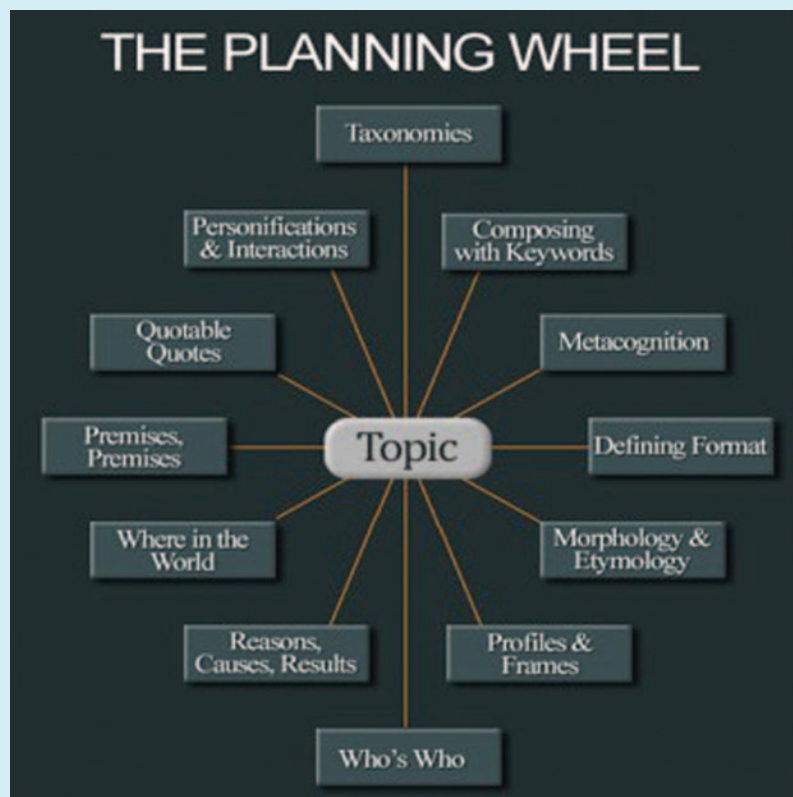 THE PLANNING WHEEL
Taxonomies
Personifications
& Interactions
Composing
with Keywords
Quotable
Quotes
Metacognition
Premises,
Premises
Topic
Defining Format
Where in the
World
Morphology &
Etymology
Reasons,
Causes, Results
Profiles &
Frames
Who's Who